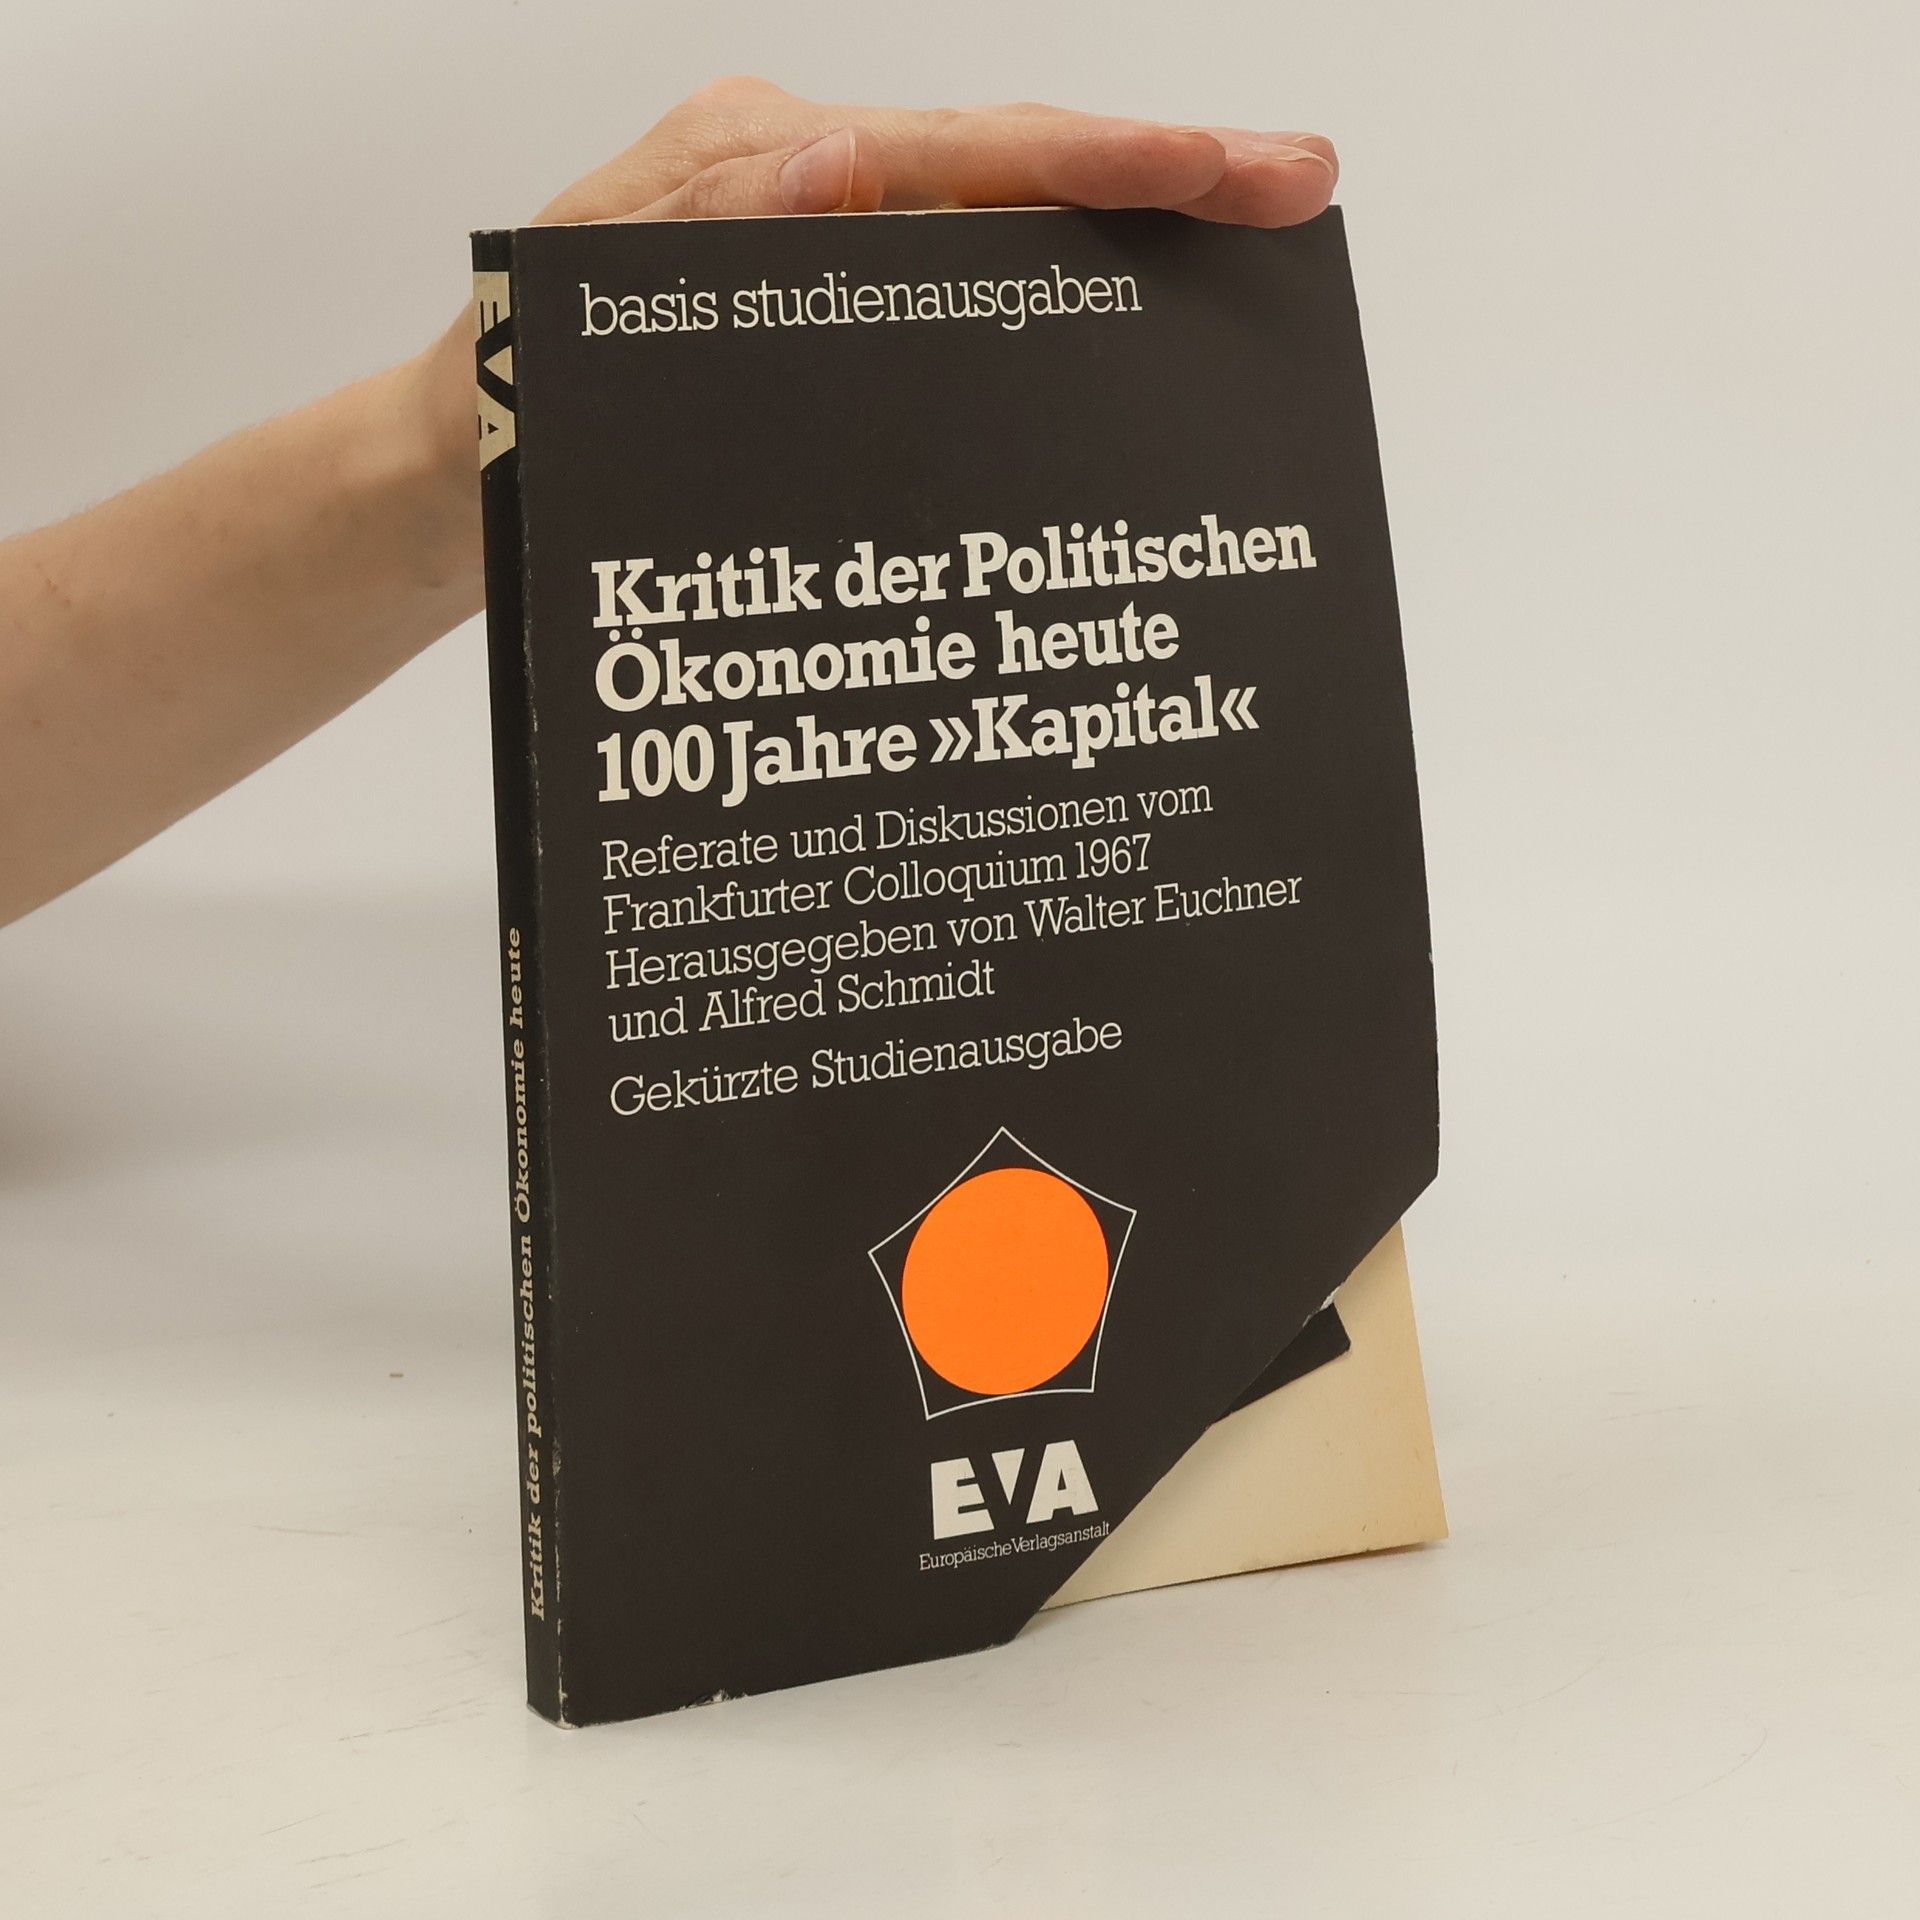 basis studienausgaben
Kritik der Politischen
Ökonomie heute
100 Jahre »Kapital«
Referate und Diskussionen vom
Frankfurter Colloquium 1967
Herausgegeben von Walter Euchner
und Alfred Schmidt
Gekürzte Studienausgabe
EVA
Europäische Verlagsanstalt
EVA
Kritik der politischen Ökonomie heute